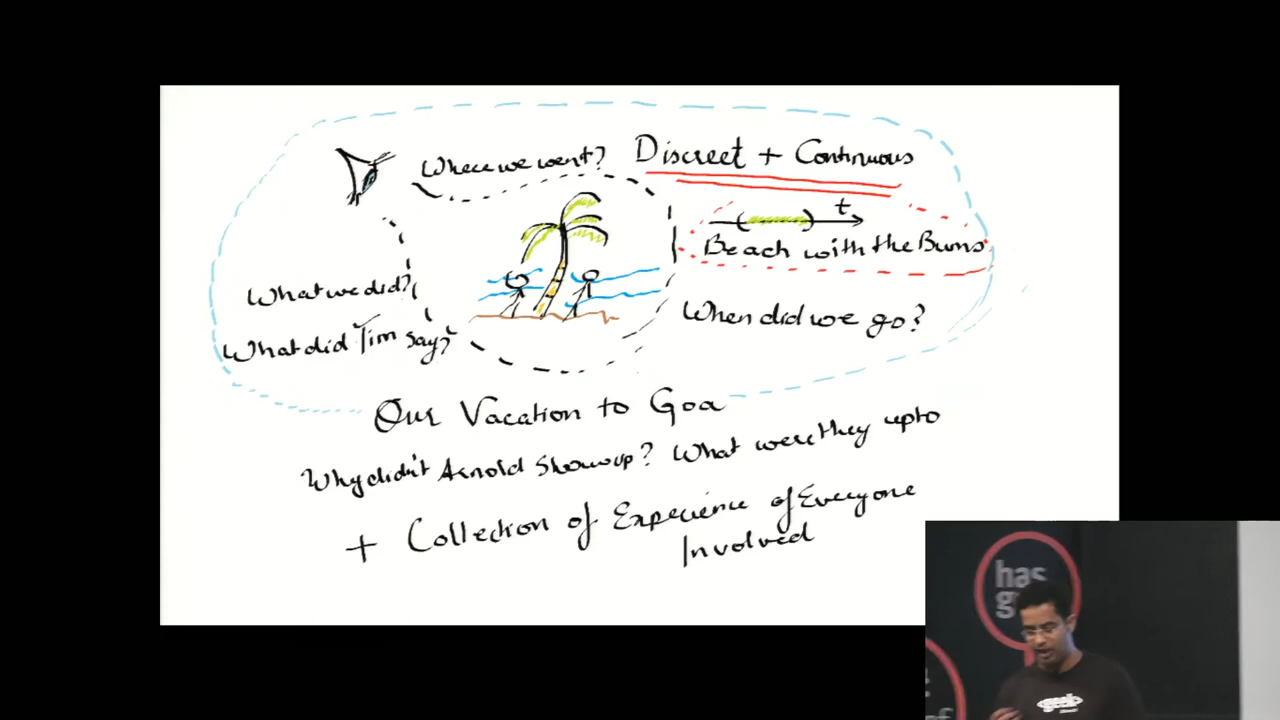 Where we went?
Discreet + Continuous
t
Beach with the Bums
What we did?
What did Tim say?
When did we go?
Our Vacation to Goa
Why didn't Arnold show up? What were they upto
+ Collection of Experience of Everyone
Involved
has
g
geek